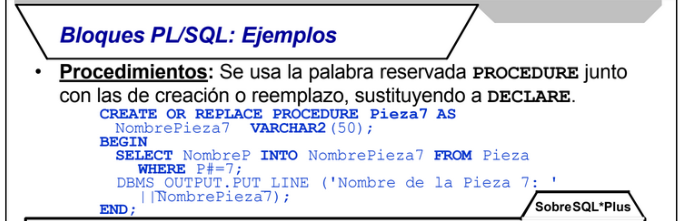 Bloques PL/SQL: Ejemplos
• Procedimientos: Se usa la palabra reservada PROCEDURE junto
con las de creación o reemplazo, sustituyendo a DECLARE.
CREATE OR REPLACE PROCEDURE Pieza7 AS
NombrePieza7 VARCHAR2(50);
BEGIN
SELECT NombreP INTO NombrePieza7 FROM Pieza
WHERE P#=7;
DBMS_OUTPUT.PUT_LINE ('Nombre de la Pieza 7: '
||NombrePieza7);
END;
Sobre SQL*Plus